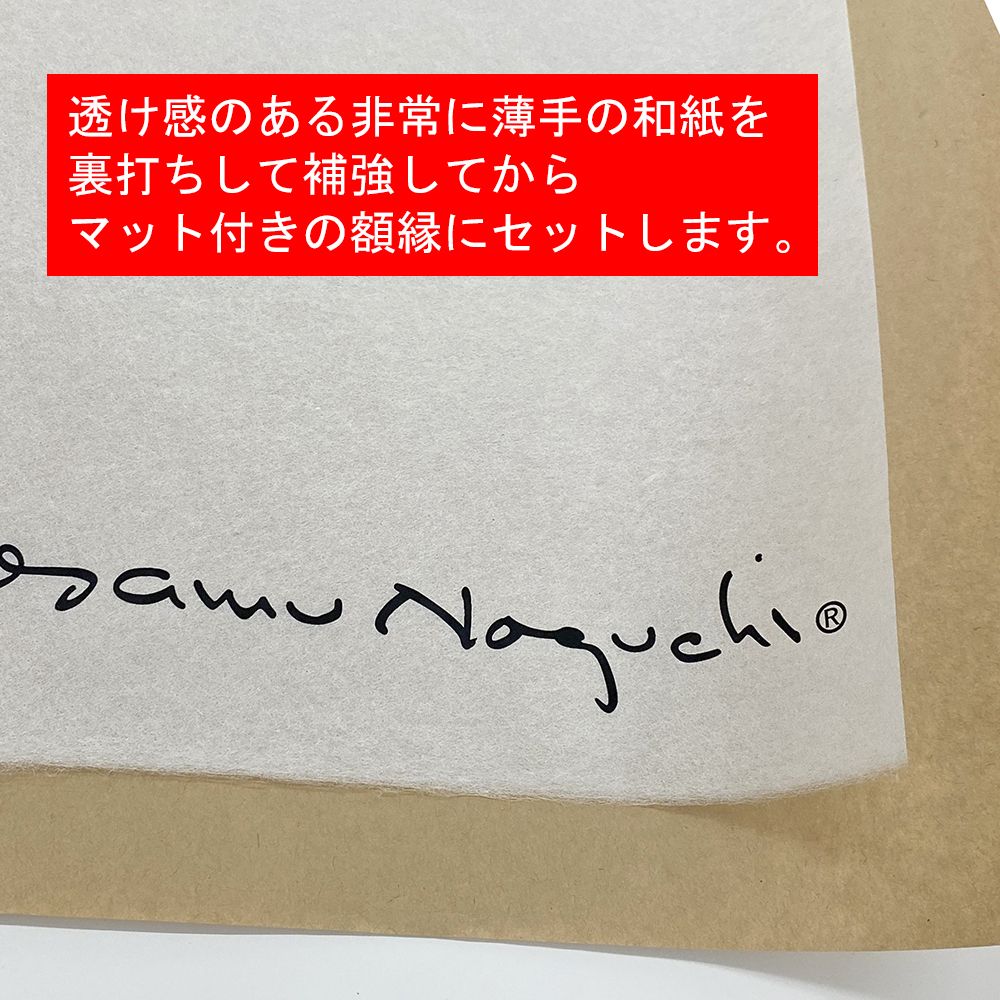 透け感のある非常に薄手の和紙を
裏打ちして補強してから
マット付きの額縁にセットします。
osamu Noguchi®